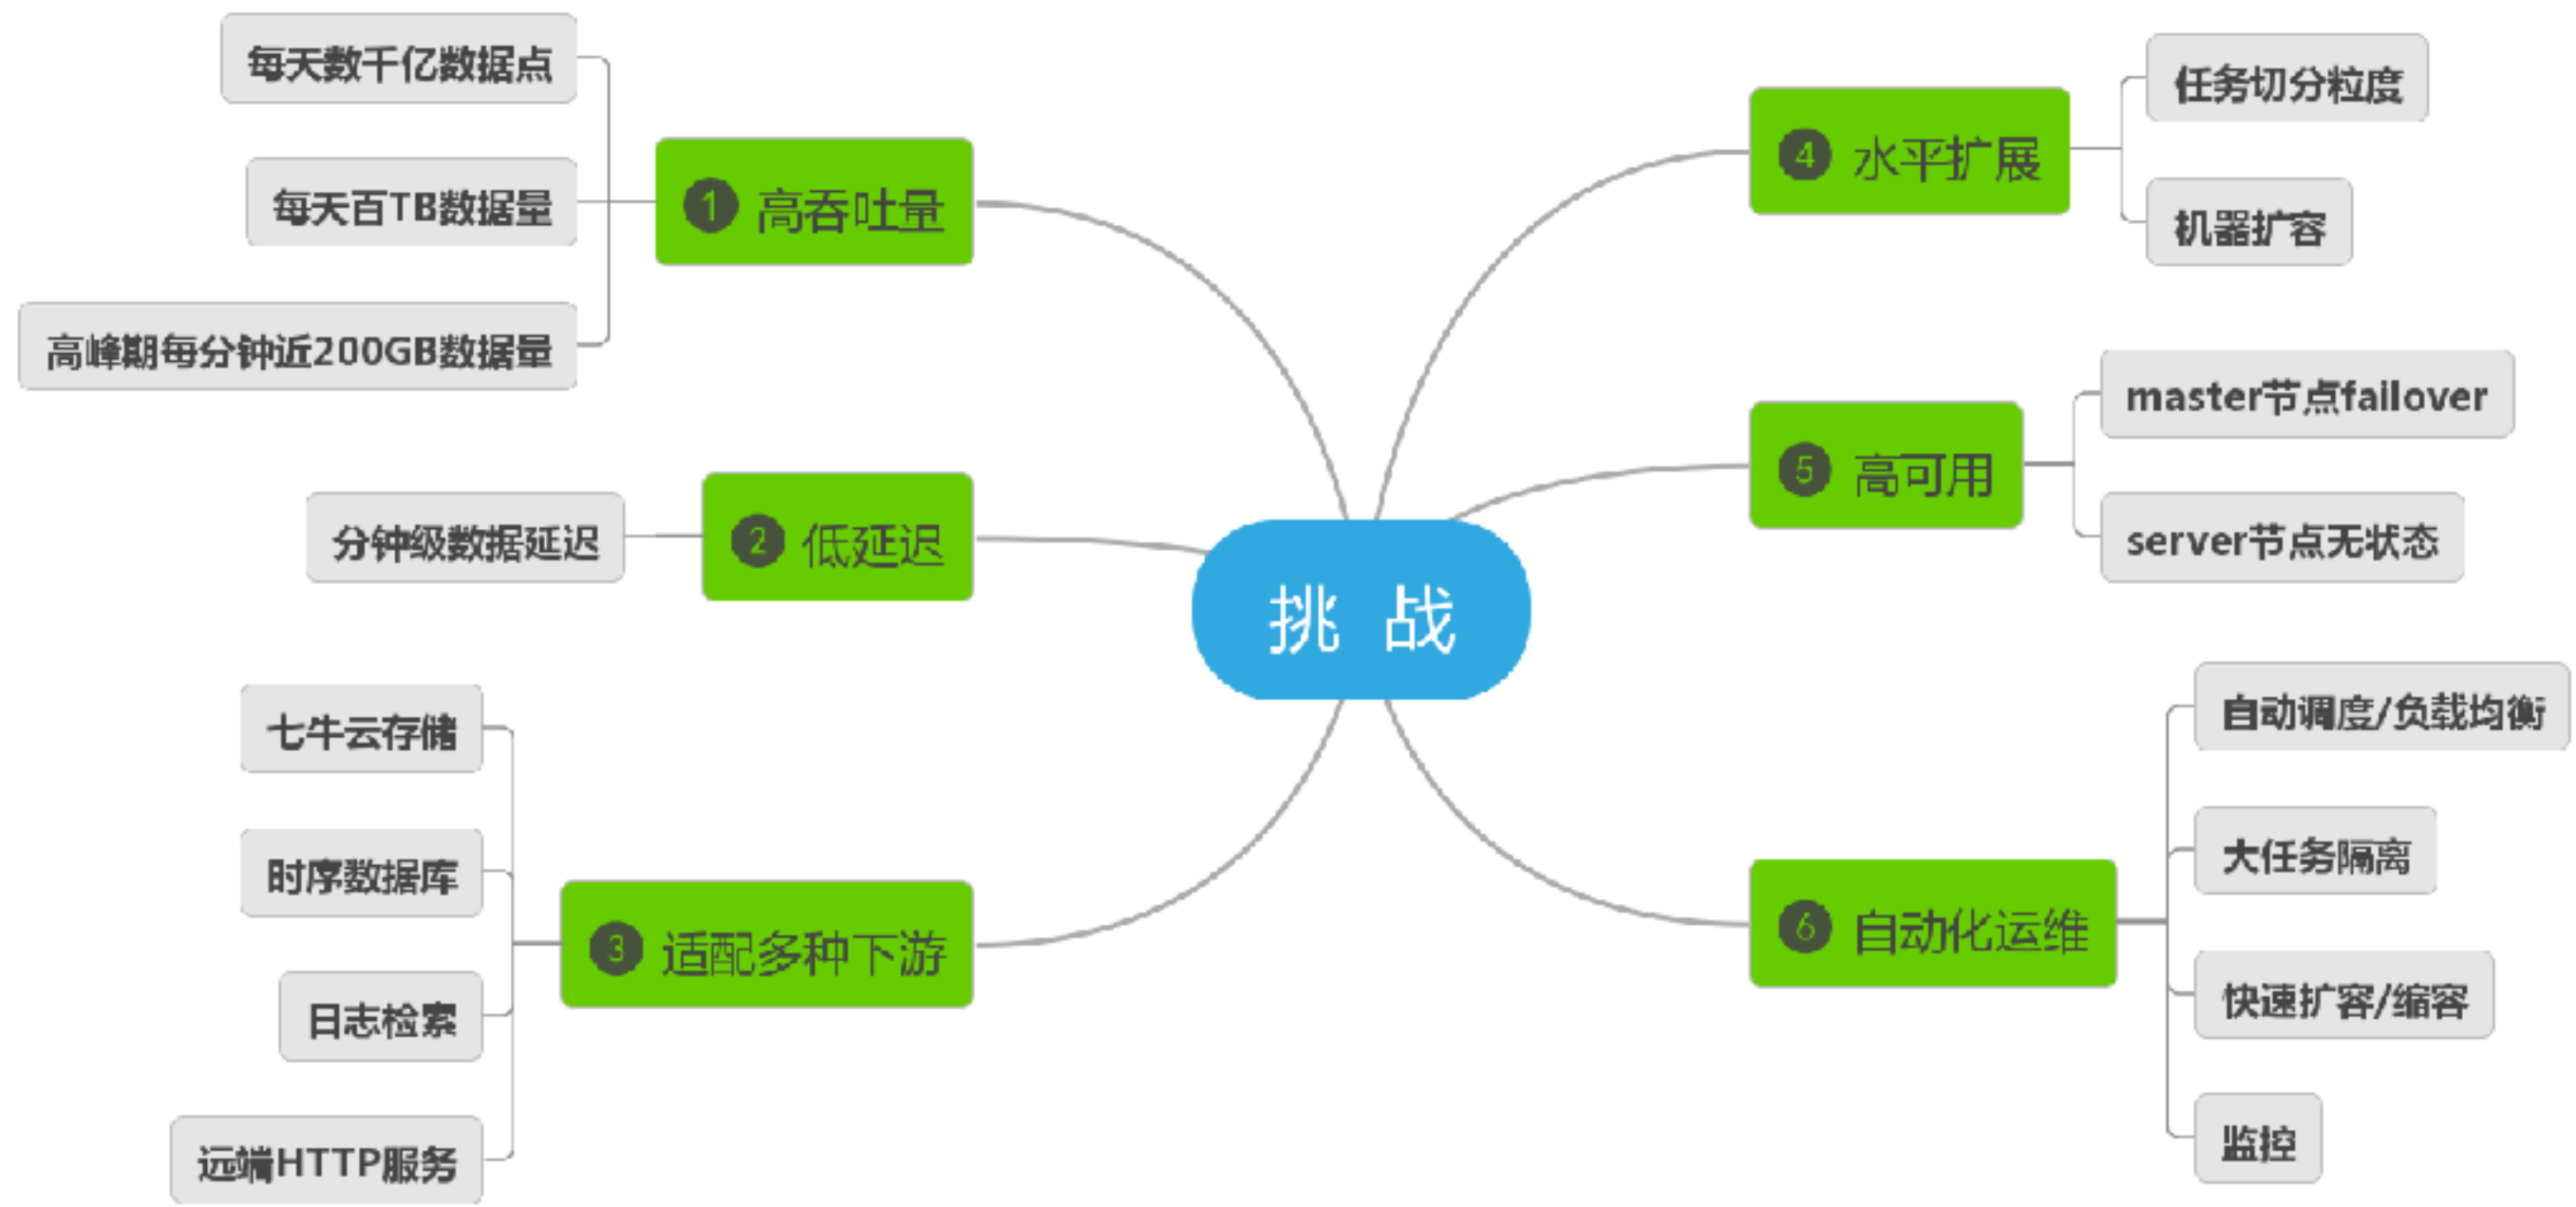 挑 战
1 高吞吐量
每天数千亿数据点
每天百TB数据量
高峰期每分钟近200GB数据量
2 低延迟
分钟级数据延迟
3 适配多种下游
七牛云存储
时序数据库
日志检索
远端HTTP服务
4 水平扩展
任务切分粒度
机器扩容
5 高可用
master节点failover
server节点无状态
6 自动化运维
自动调度/负载均衡
大任务隔离
快速扩容/缩容
监控